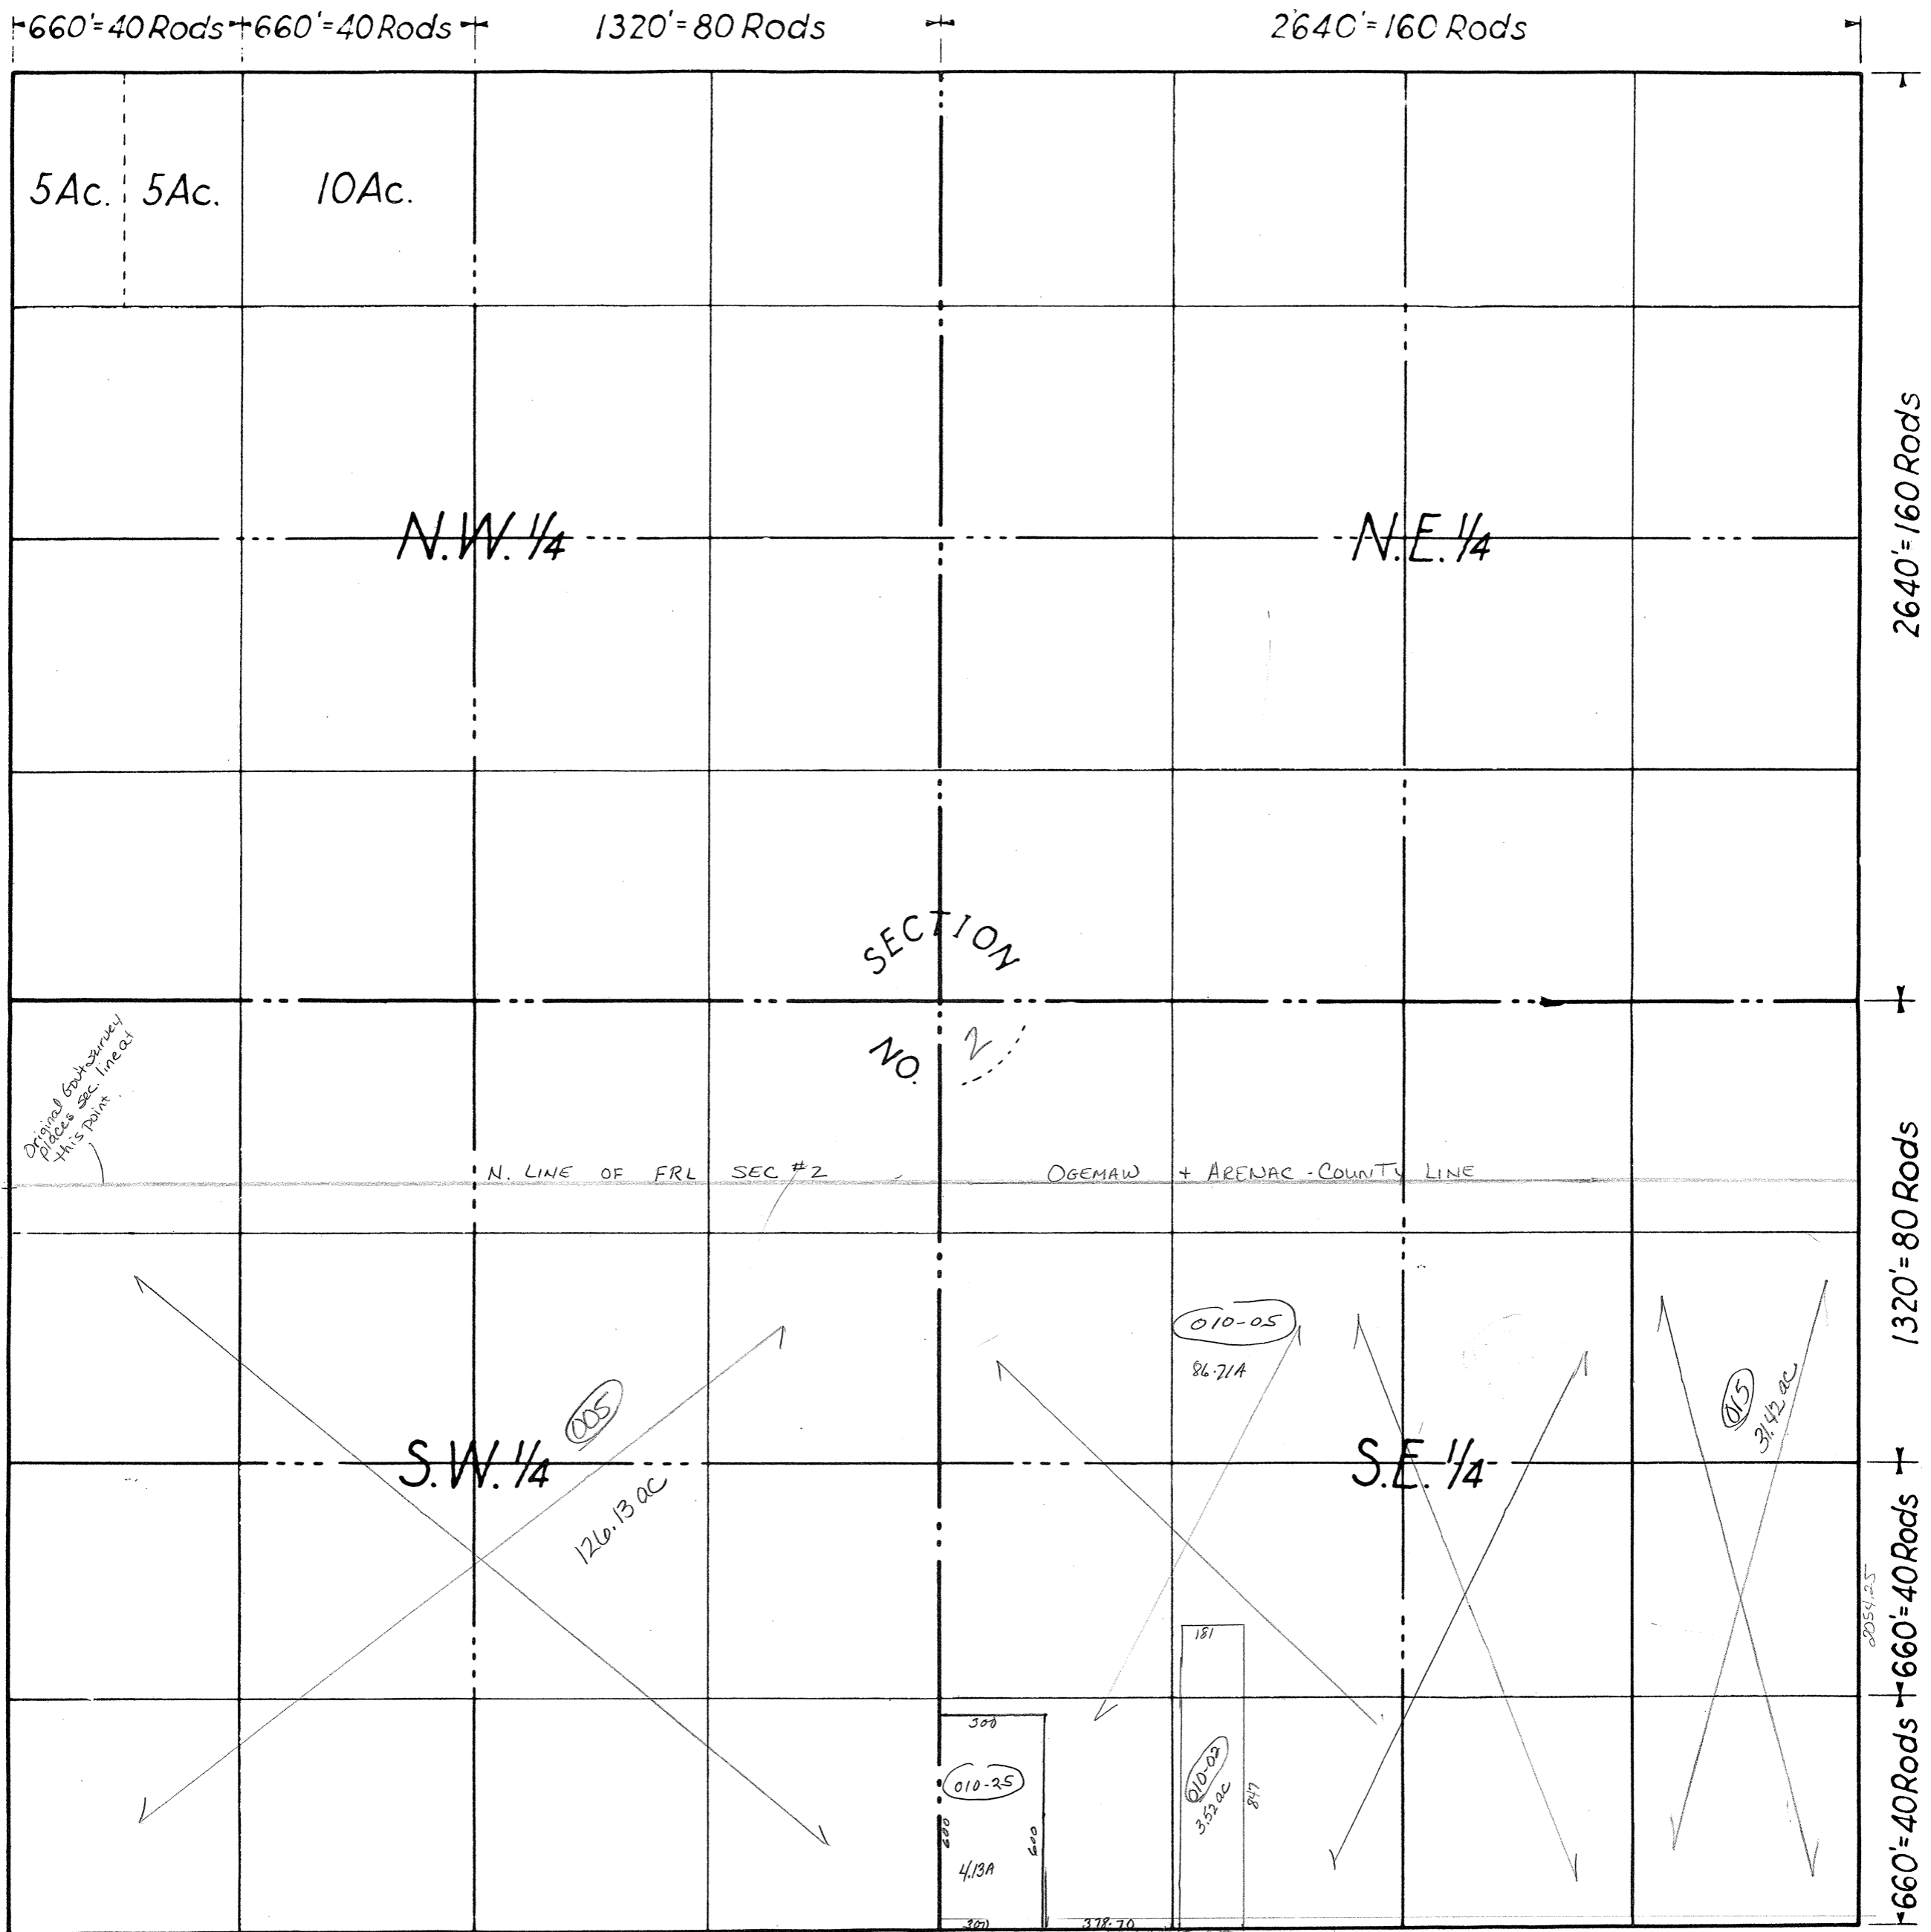 660'=40 Rods 660'=40 Rods 1320'=80 Rods 2640'=160 Rods
5Ac. 5Ac. 10Ac.
2640'=160 Rods
N.W. 1/4 N.E. 1/4
SECTION
NO. 2
Original Gov't Survey
places sec. line at
this point
N. LINE OF FRL SEC #2 - OGEMAW + ARENAC - COUNTY LINE
1320'=80 Rods
010-05
86.71A
005
015
31.42 ac
S.W. 1/4 S.E. 1/4
126.13 ac
660'=40 Rods
2054.25
181
300
010-25
010-02
3.52 ac
847
600 600
4.13A
660'=40 Rods
300 378.70